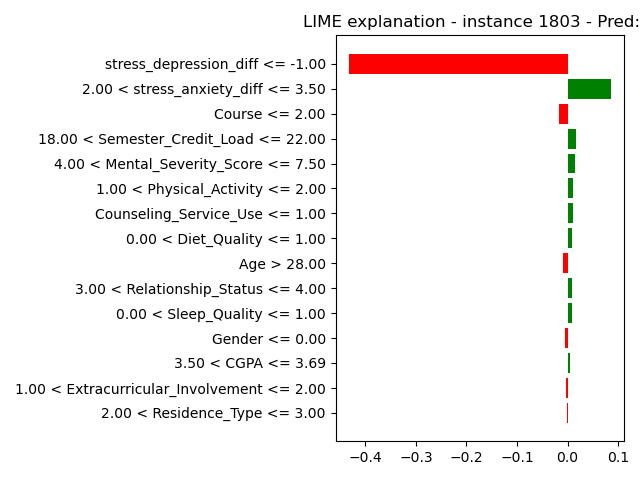 LIME explanation - instance 1803 - Pred:
stress_depression_diff <= -1.00
2.00 < stress_anxiety_diff <= 3.50
Course <= 2.00
18.00 < Semester_Credit_Load <= 22.00
4.00 < Mental_Severity_Score <= 7.50
1.00 < Physical_Activity <= 2.00
Counseling_Service_Use <= 1.00
0.00 < Diet_Quality <= 1.00
Age > 28.00
3.00 < Relationship_Status <= 4.00
0.00 < Sleep_Quality <= 1.00
Gender <= 0.00
3.50 < CGPA <= 3.69
1.00 < Extracurricular_Involvement <= 2.00
2.00 < Residence_Type <= 3.00
−0.4 −0.3 −0.2 −0.1 0.0 0.1